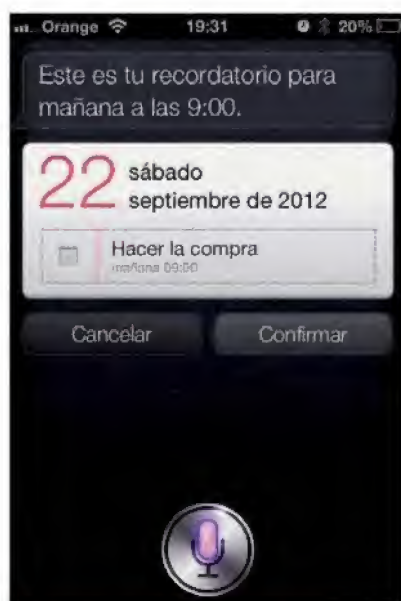 Orange 19:31 20%
Este es tu recordatorio para
mañana a las 9:00.
22 sábado
septiembre de 2012
Hacer la compra
mañana 09:00
Cancelar Confirmar